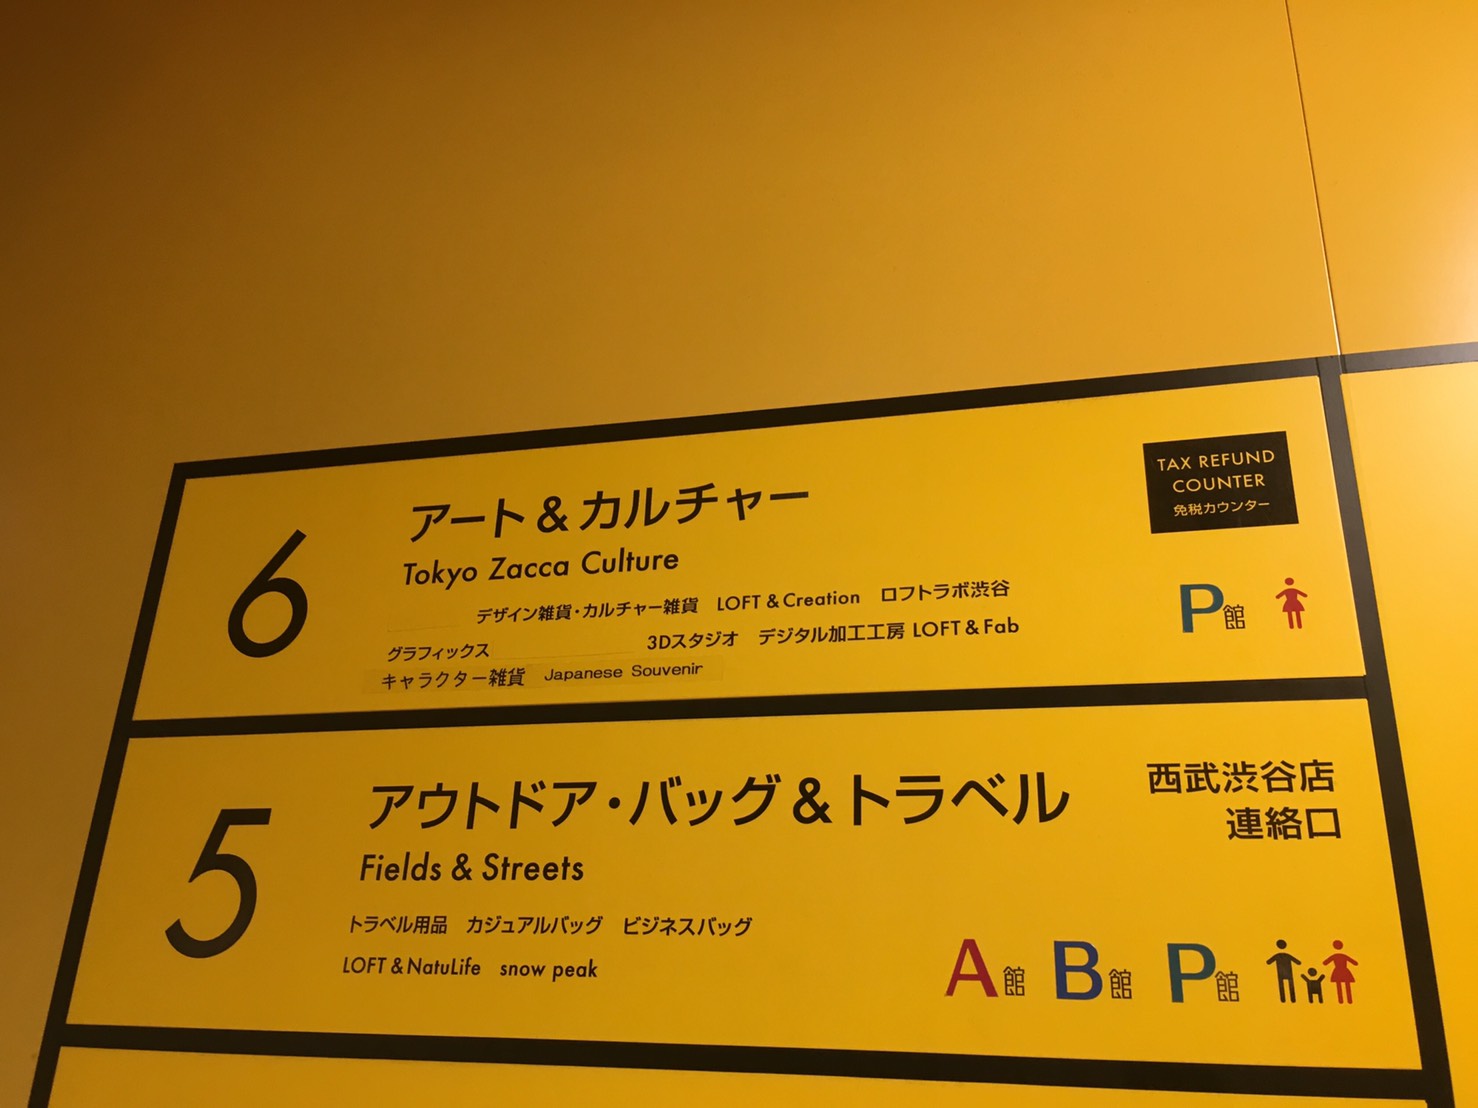 6
アート&カルチャー
Tokyo Zacca Culture
デザイン雑貨・カルチャー雑貨 LOFT & Creation ロフトラボ渋谷
グラフィックス 3Dスタジオ デジタル加工工房 LOFT & Fab
キャラクター雑貨 Japanese Souvenir
TAX REFUND
COUNTER
免税カウンター
P館
5
アウトドア・バッグ&トラベル
Fields & Streets
トラベル用品 カジュアルバッグ ビジネスバッグ
LOFT & NatuLife snow peak
西武渋谷店
連絡口
A館 B館 P館